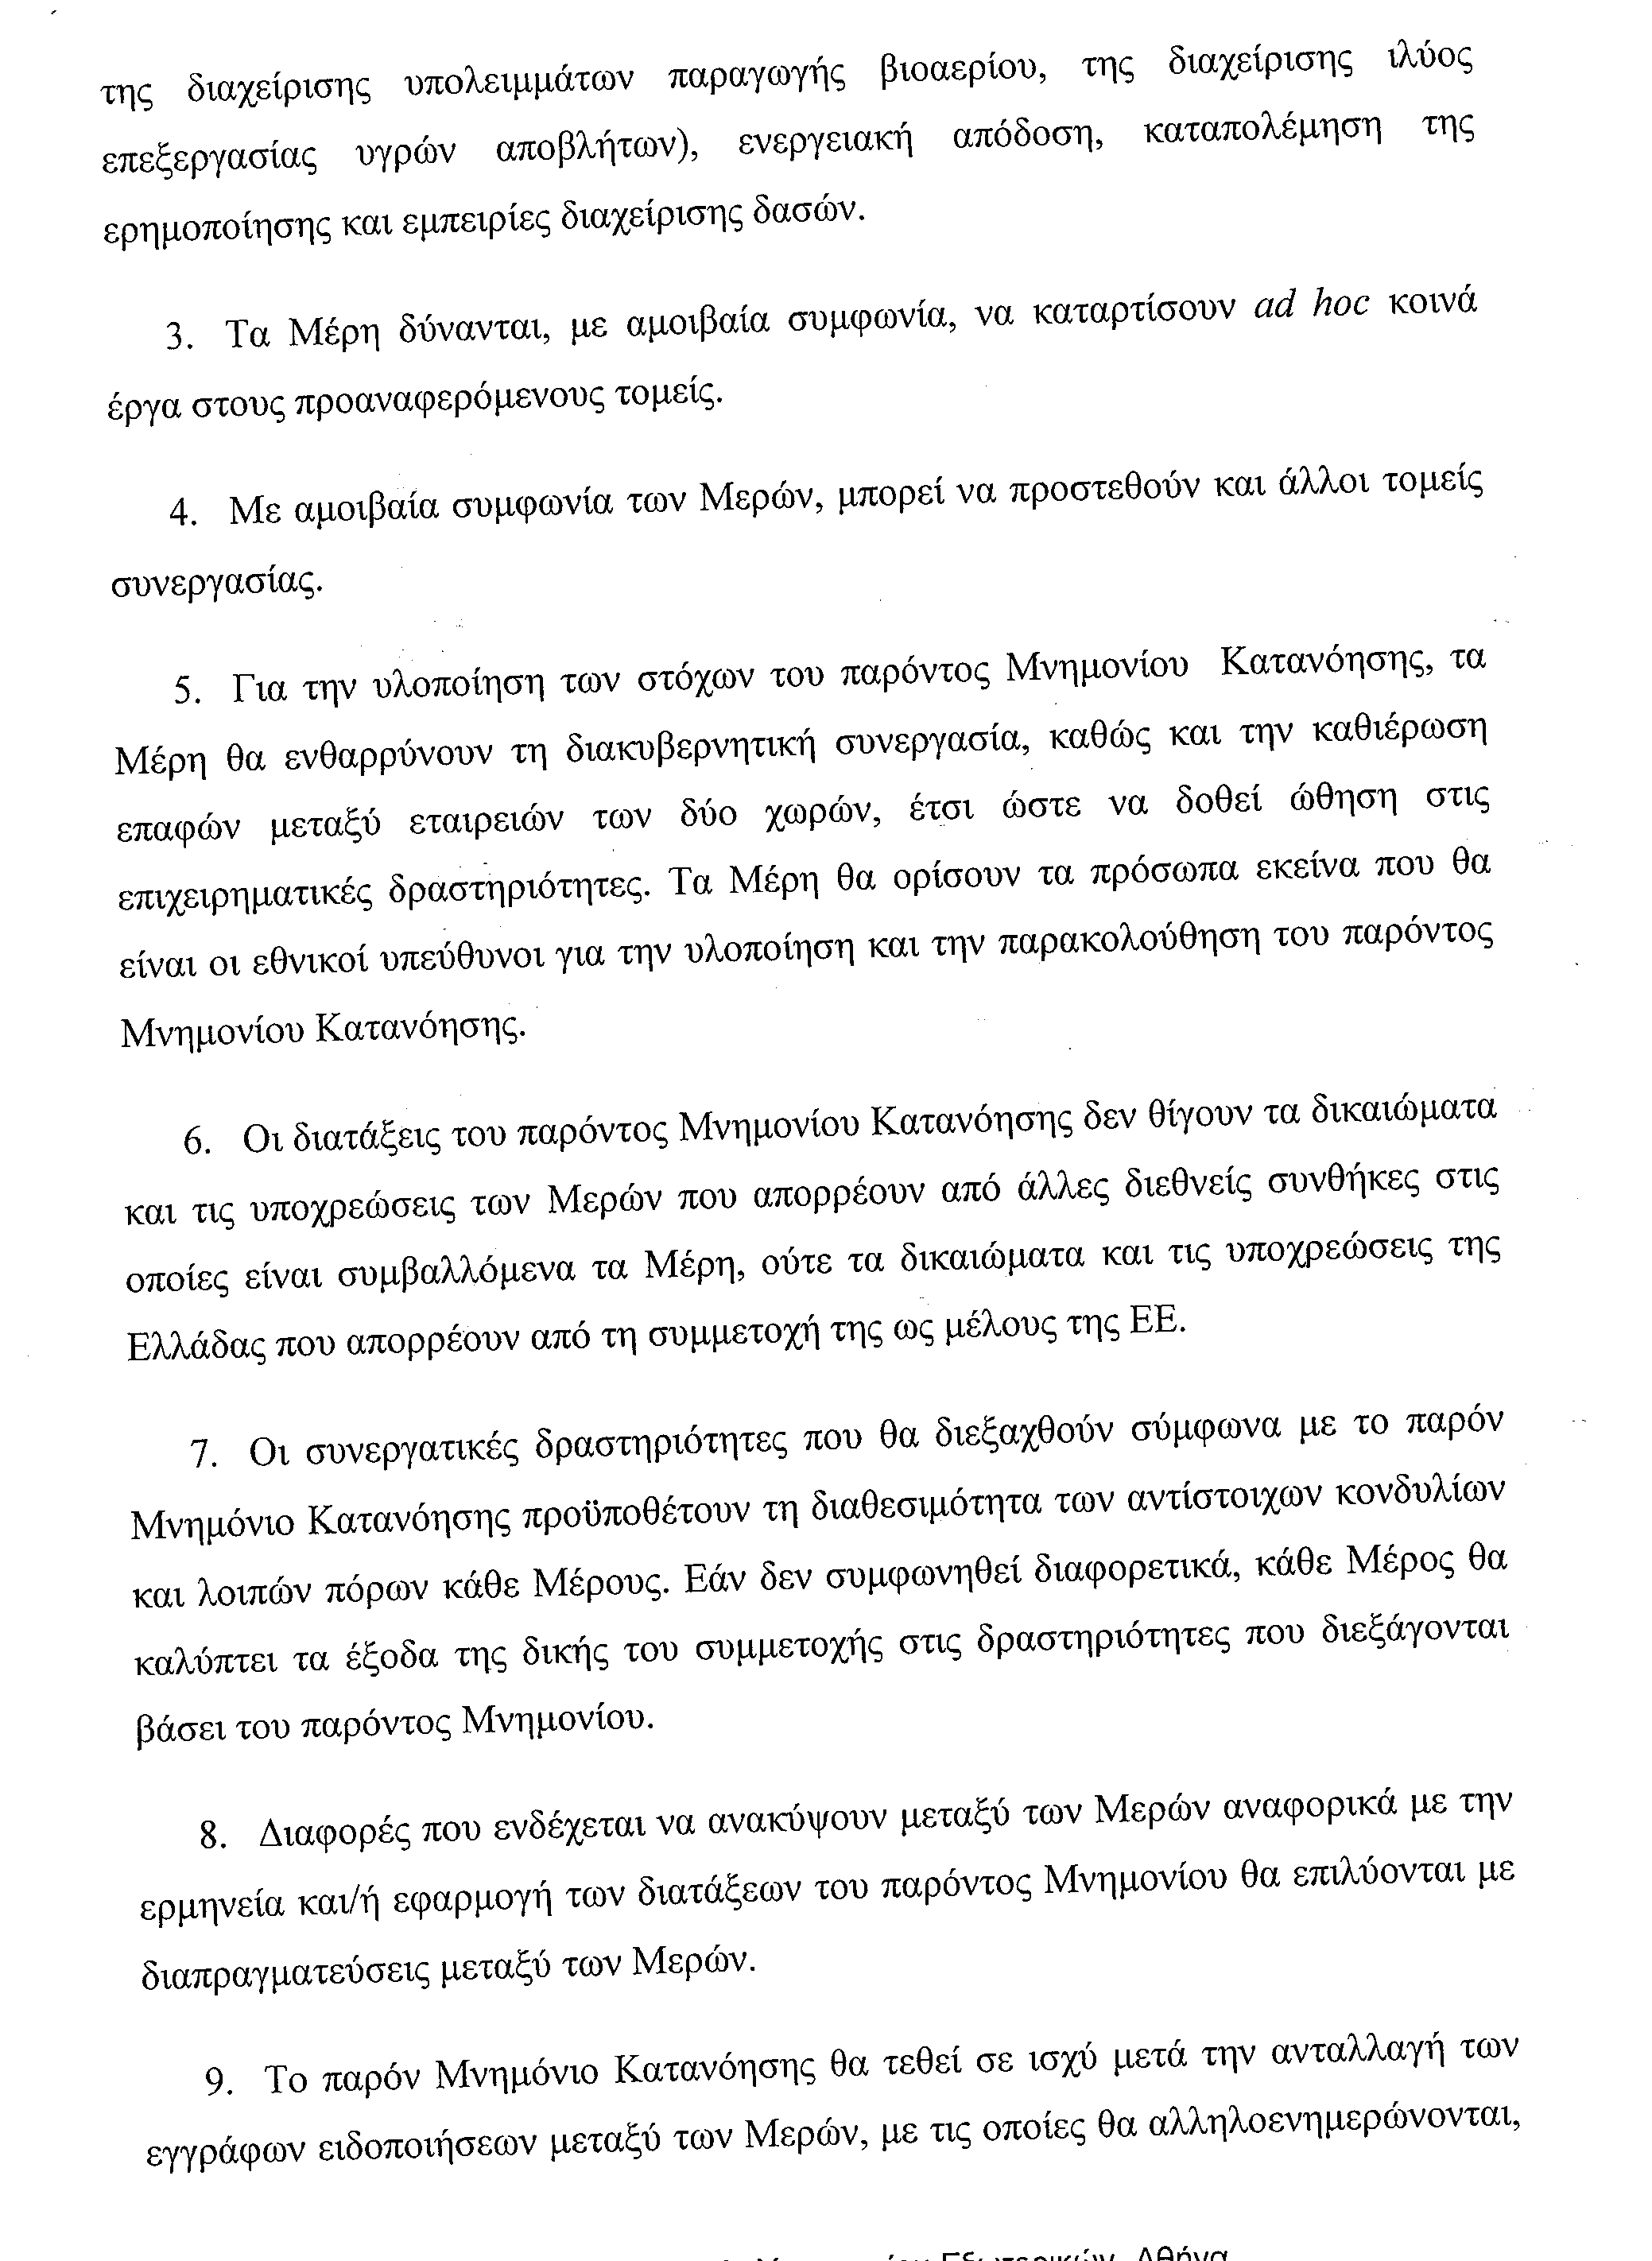 της διαχείρισης υπολειμμάτων παραγωγής βιοαερίου, της διαχείρισης ιλύος
επεξεργασίας υγρών αποβλήτων), ενεργειακή απόδοση, καταπολέμηση της
ερημοποίησης και εμπειρίες διαχείρισης δασών.
3. Τα Μέρη δύνανται, με αμοιβαία συμφωνία, να καταρτίσουν ad hoc κοινά
έργα στους προαναφερόμενους τομείς.
4. Με αμοιβαία συμφωνία των Μερών, μπορεί να προστεθούν και άλλοι τομείς
συνεργασίας.
5. Για την υλοποίηση των στόχων του παρόντος Μνημονίου Κατανόησης, τα
Μέρη θα ενθαρρύνουν τη διακυβερνητική συνεργασία, καθώς και την καθιέρωση
επαφών μεταξύ εταιρειών των δύο χωρών, έτσι ώστε να δοθεί ώθηση στις
επιχειρηματικές δραστηριότητες. Τα Μέρη θα ορίσουν τα πρόσωπα εκείνα που θα
είναι οι εθνικοί υπεύθυνοι για την υλοποίηση και την παρακολούθηση του παρόντος
Μνημονίου Κατανόησης.
6. Οι διατάξεις του παρόντος Μνημονίου Κατανόησης δεν θίγουν τα δικαιώματα
και τις υποχρεώσεις των Μερών που απορρέουν από άλλες διεθνείς συνθήκες στις
οποίες είναι συμβαλλόμενα τα Μέρη, ούτε τα δικαιώματα και τις υποχρεώσεις της
Ελλάδας που απορρέουν από τη συμμετοχή της ως μέλους της ΕΕ.
7. Οι συνεργατικές δραστηριότητες που θα διεξαχθούν σύμφωνα με το παρόν
Μνημόνιο Κατανόησης προϋποθέτουν τη διαθεσιμότητα των αντίστοιχων κονδυλίων
και λοιπών πόρων κάθε Μέρους. Εάν δεν συμφωνηθεί διαφορετικά, κάθε Μέρος θα
καλύπτει τα έξοδα της δικής του συμμετοχής στις δραστηριότητες που διεξάγονται
βάσει του παρόντος Μνημονίου.
8. Διαφορές που ενδέχεται να ανακύψουν μεταξύ των Μερών αναφορικά με την
ερμηνεία και/ή εφαρμογή των διατάξεων του παρόντος Μνημονίου θα επιλύονται με
διαπραγματεύσεις μεταξύ των Μερών.
9. Το παρόν Μνημόνιο Κατανόησης θα τεθεί σε ισχύ μετά την ανταλλαγή των
εγγράφων ειδοποιήσεων μεταξύ των Μερών, με τις οποίες θα αλληλοενημερώνονται,
Εξωτερικών, Αθήνα